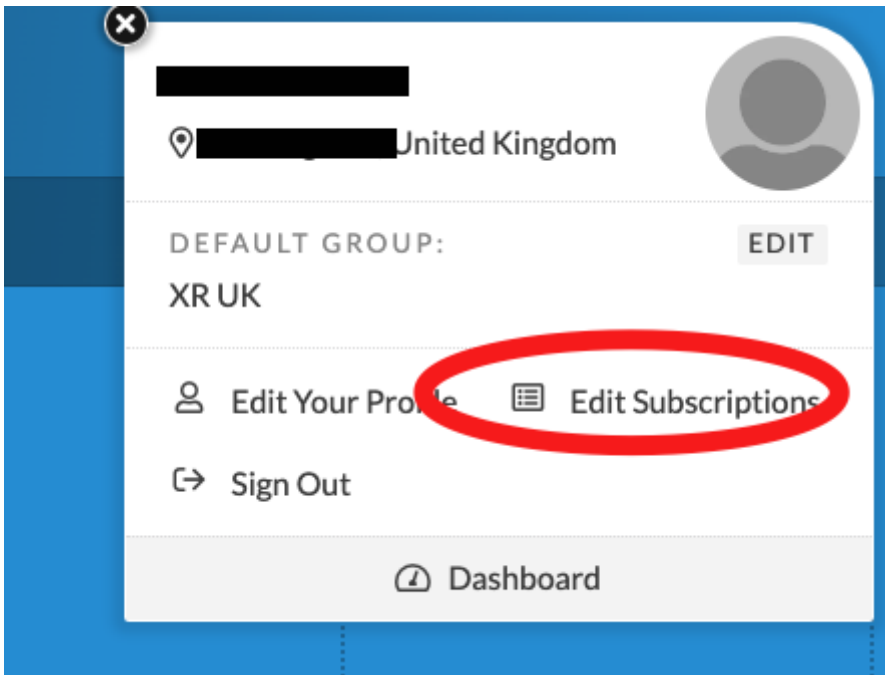 United Kingdom
DEFAULT GROUP:
EDIT
XR UK
Edit Your Profile
Edit Subscriptions
Sign Out
Dashboard